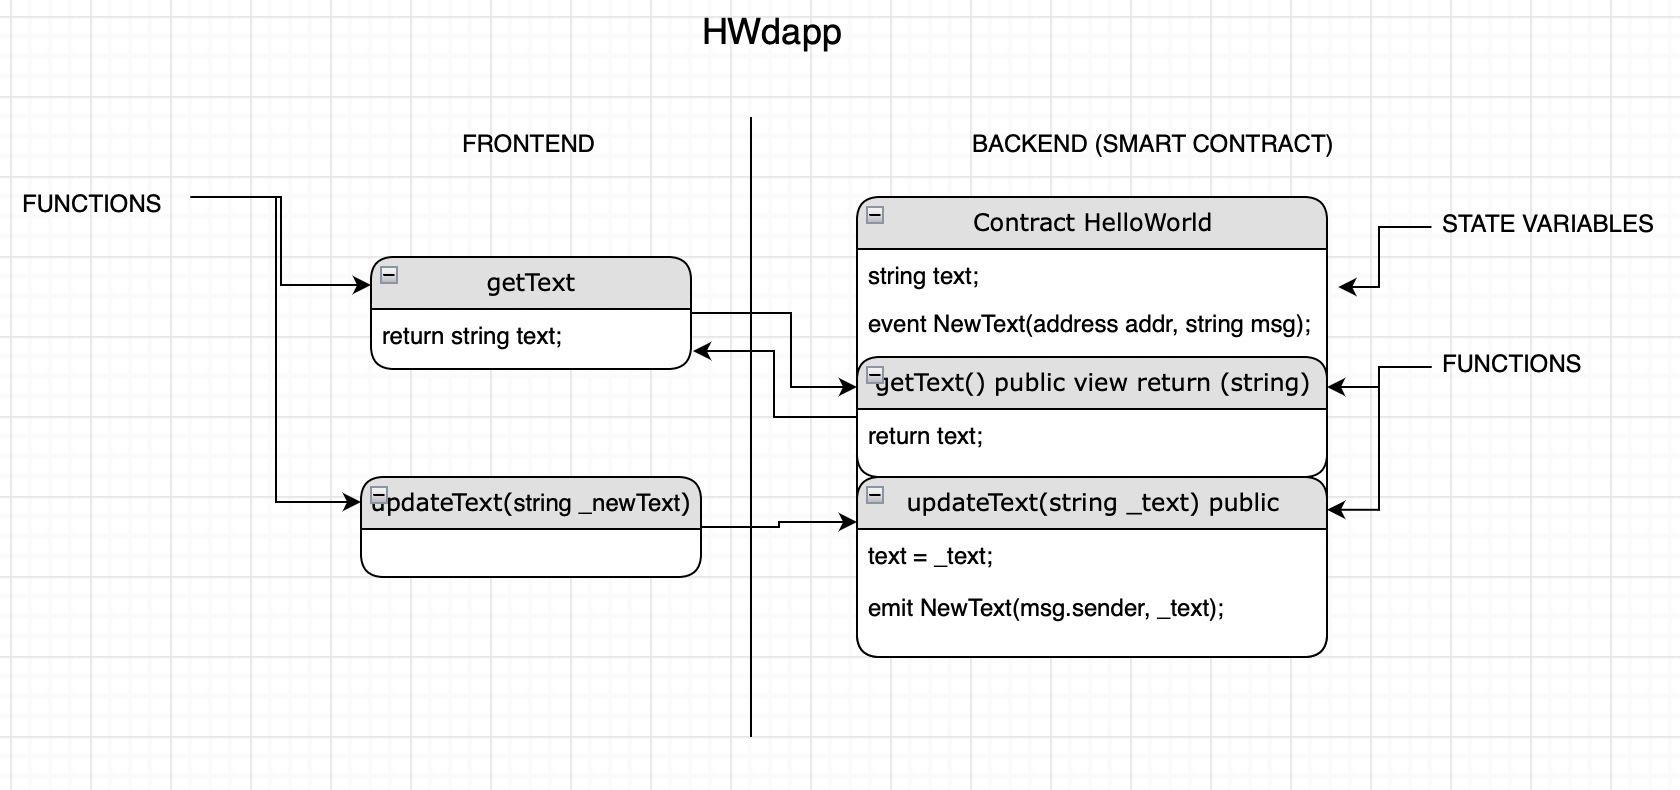 HWdapp
FRONTEND
BACKEND (SMART CONTRACT)
FUNCTIONS
getText
return string text;
updateText(string _newText)
Contract HelloWorld
string text;
event NewText(address addr, string msg);
getText() public view return (string)
return text;
updateText(string _text) public
text = _text;
emit NewText(msg.sender, _text);
STATE VARIABLES
FUNCTIONS